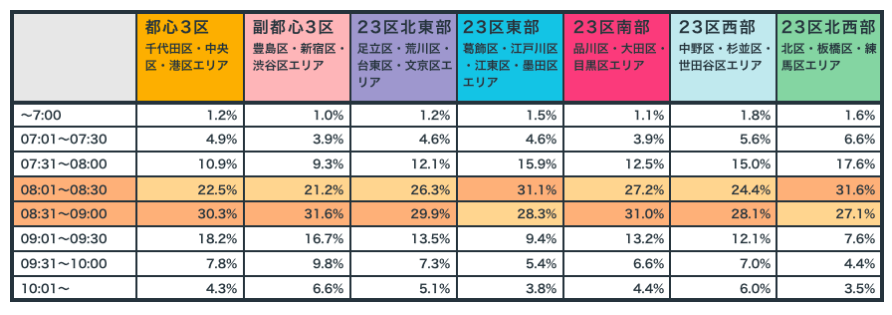 都心3区 副都心3区 23区北東部 23区東部 23区南部 23区西部 23区北西部
千代田区・中央 豊島区・新宿区・ 足立区・荒川区・ 葛飾区・江戸川区 品川区・大田区・ 中野区・杉並区・ 北区・板橋区・練
区・港区エリア 渋谷区エリア 台東区・文京区エ ・江東区・墨田区 目黒区エリア 世田谷区エリア 馬区エリア
リア エリア
〜7:00 1.2% 1.0% 1.2% 1.5% 1.1% 1.8% 1.6%
07:01〜07:30 4.9% 3.9% 4.6% 4.6% 3.9% 5.6% 6.6%
07:31〜08:00 10.9% 9.3% 12.1% 15.9% 12.5% 15.0% 17.6%
08:01〜08:30 22.5% 21.2% 26.3% 31.1% 27.2% 24.4% 31.6%
08:31〜09:00 30.3% 31.6% 29.9% 28.3% 31.0% 28.1% 27.1%
09:01〜09:30 18.2% 16.7% 13.5% 9.4% 13.2% 12.1% 7.6%
09:31〜10:00 7.8% 9.8% 7.3% 5.4% 6.6% 7.0% 4.4%
10:01〜 4.3% 6.6% 5.1% 3.8% 4.4% 6.0% 3.5%